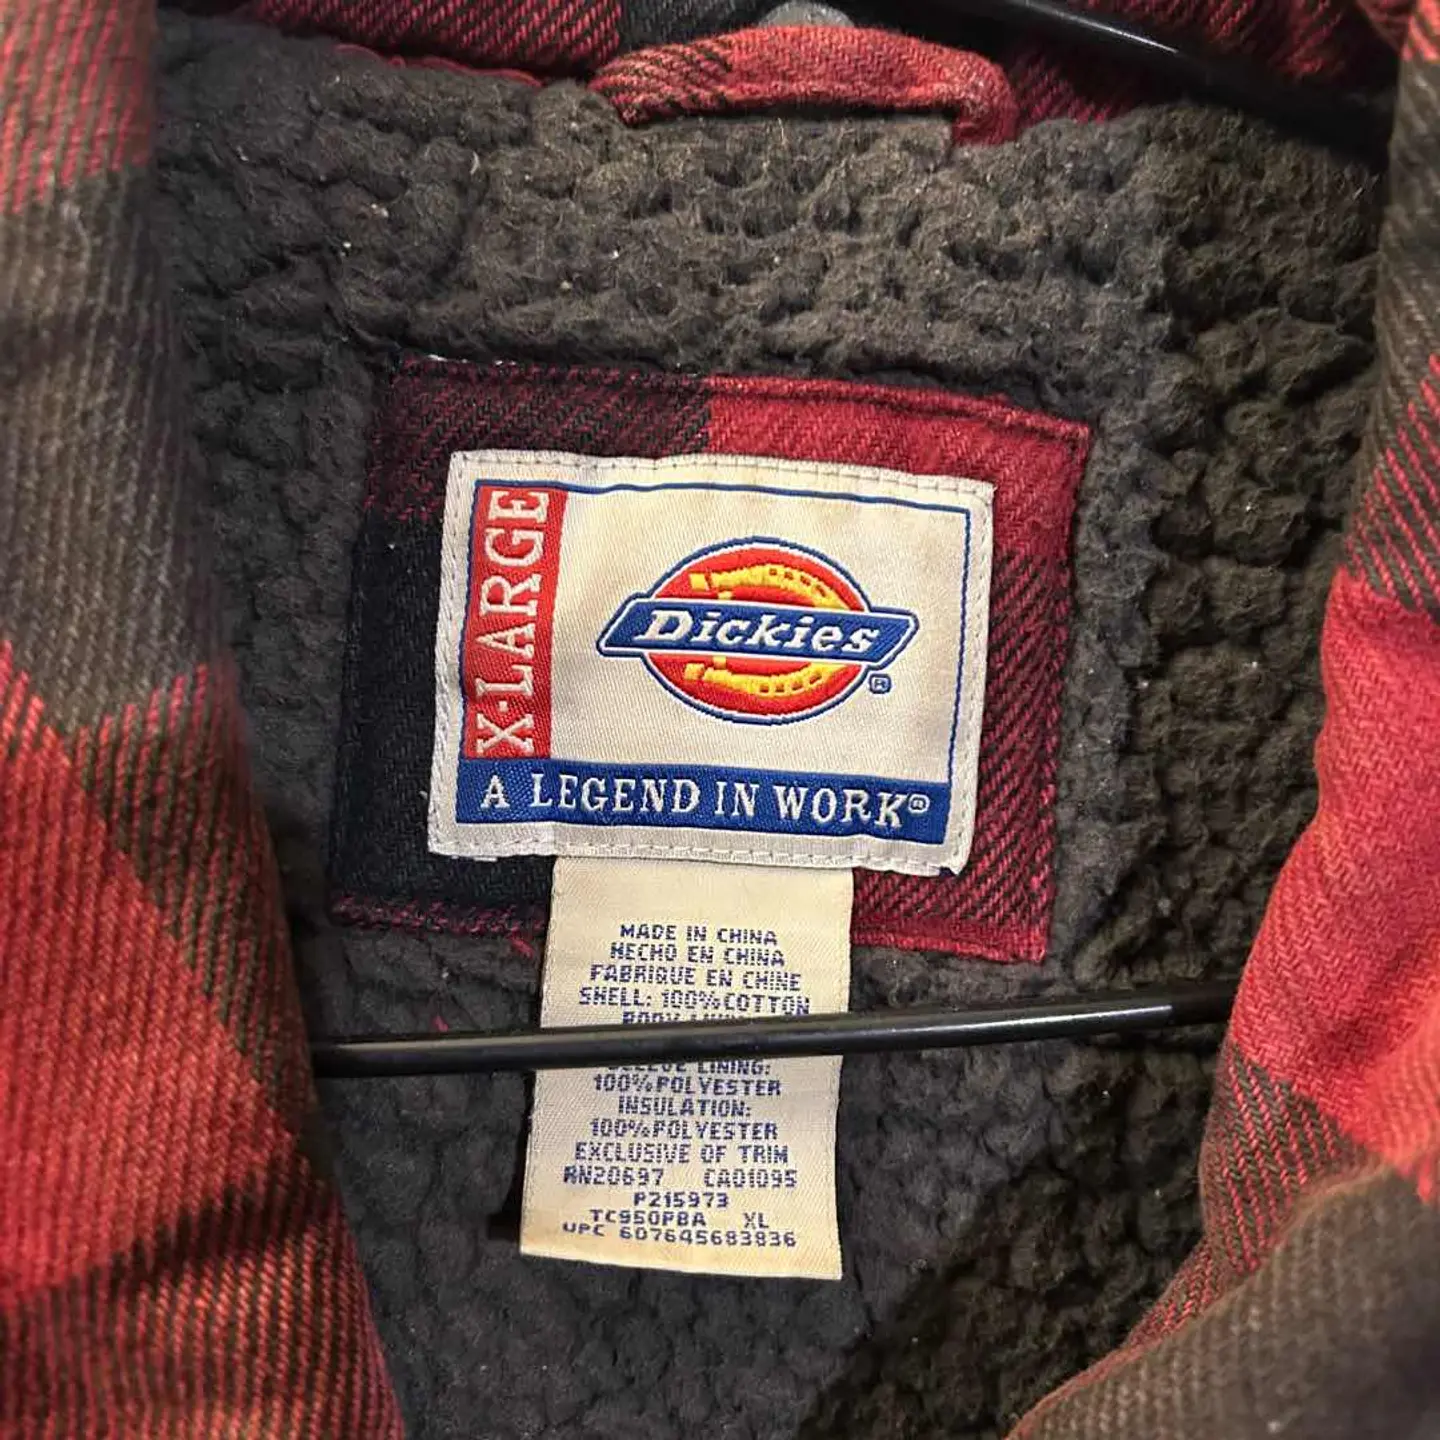 X-LARGE
Dickies®
A LEGEND IN WORK®
MADE IN CHINA
HECHO EN CHINA
FABRIQUE EN CHINE
SHELL: 100%COTTON
BODY
LINING:
100%POLYESTER
INSULATION:
100%POLYESTER
EXCLUSIVE OF TRIM
RN20697 CA01095
P215973
TC950PBA XL
UPC 607645683836